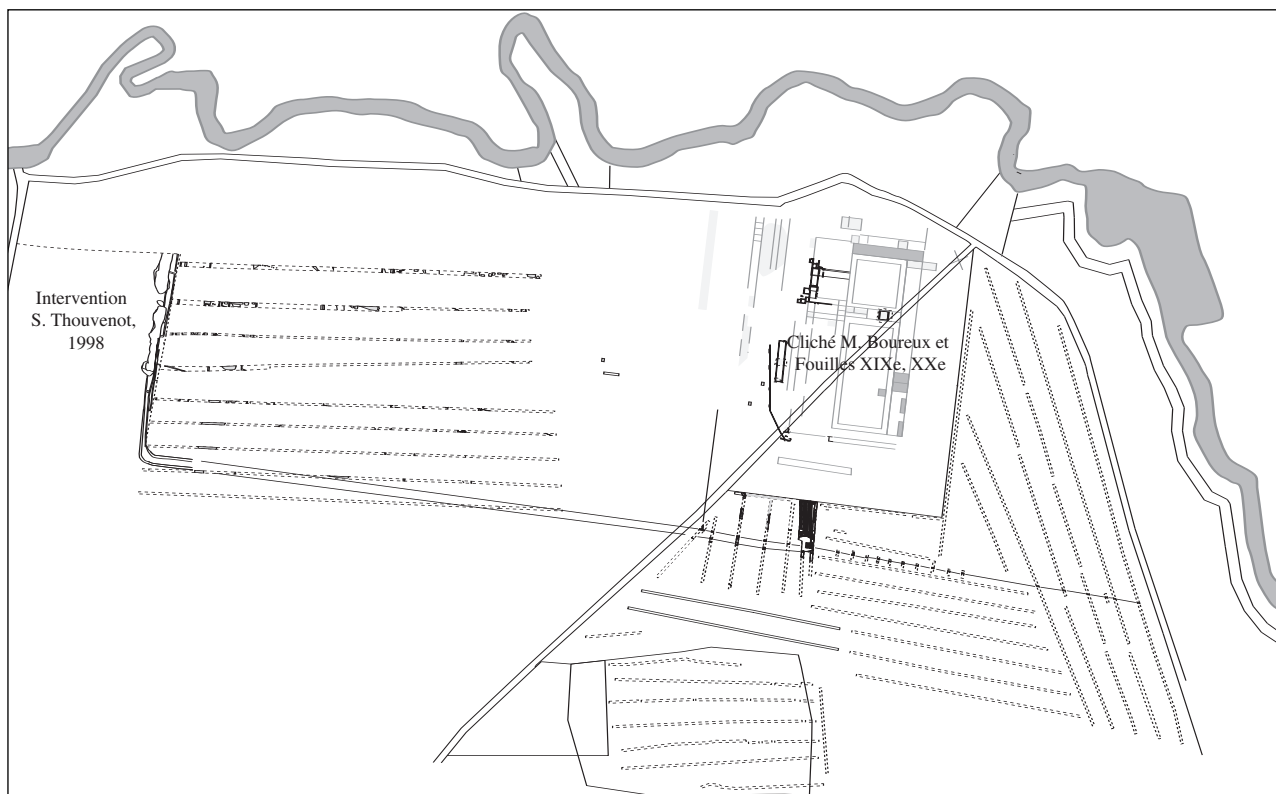 Intervention
S. Thouvenot,
1998
Cliché M. Boureux et
Fouilles XIXe, XXe